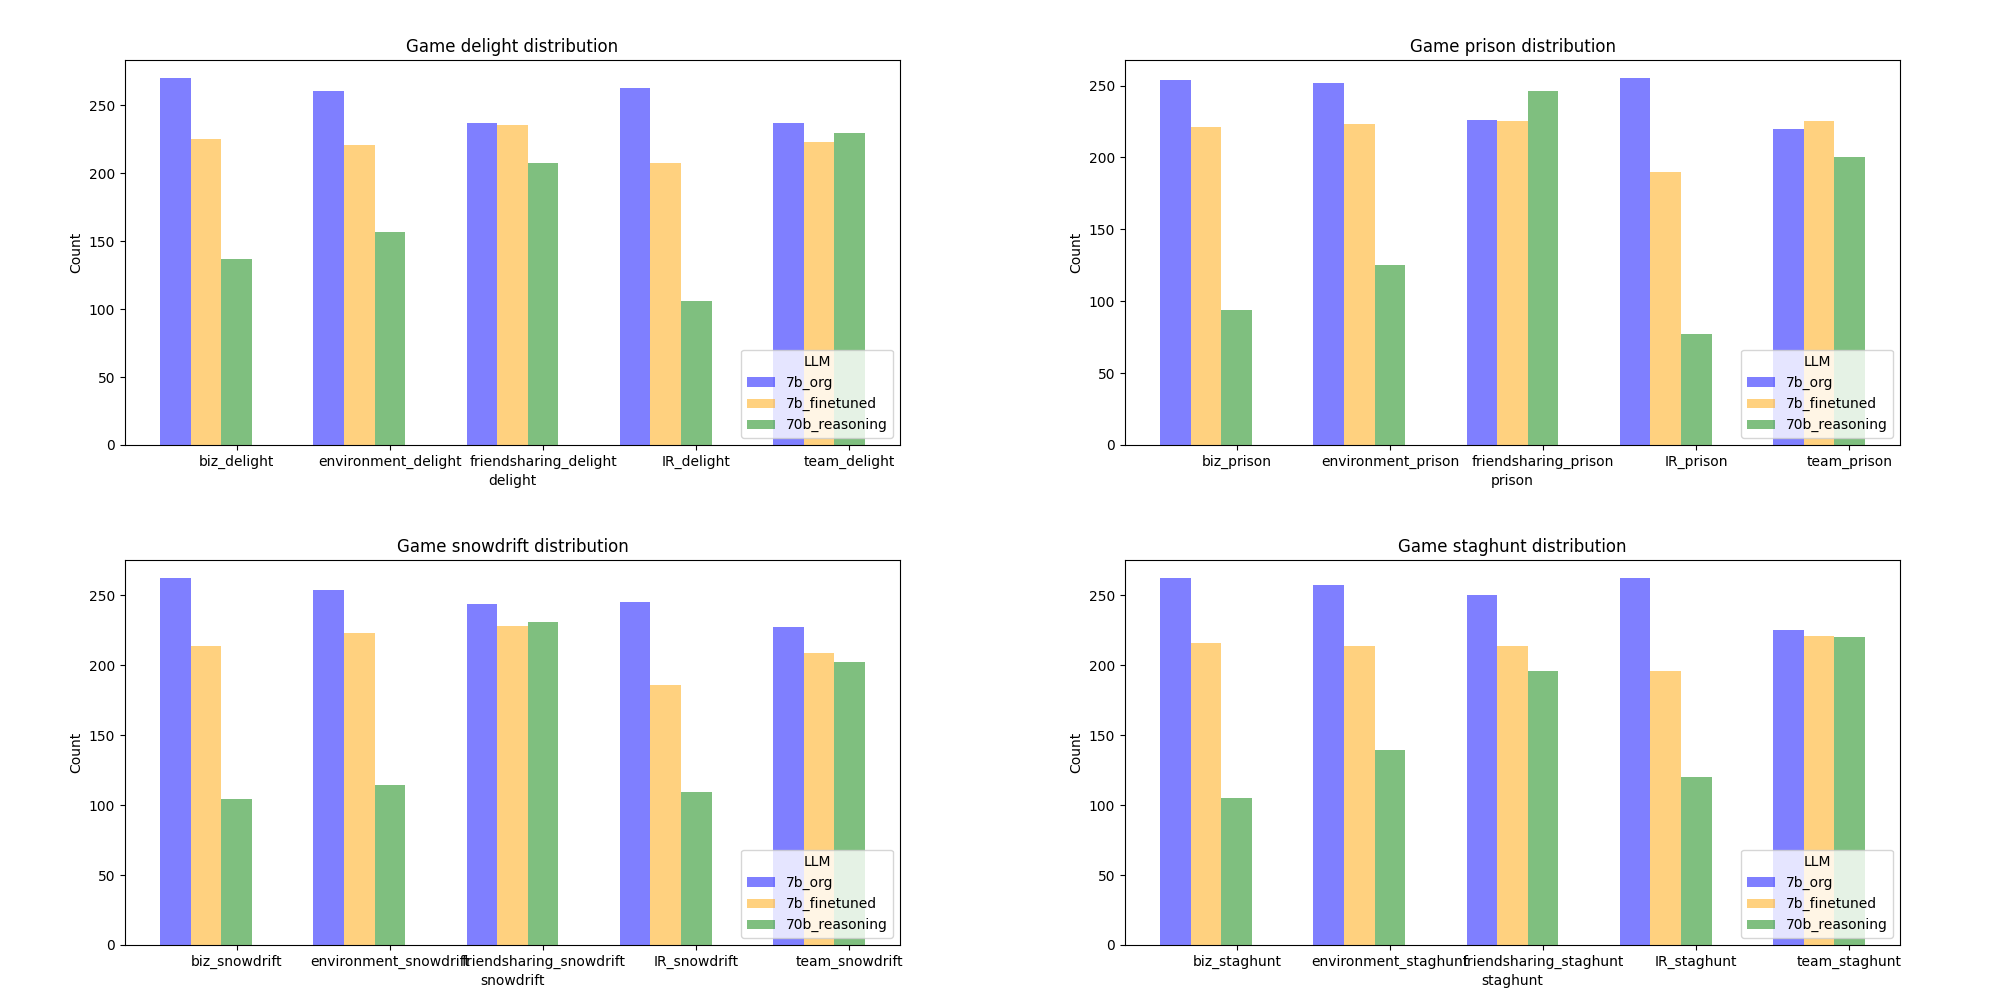 Game delight distribution
Count
250
200
150
100
50
0
LLM
7b_org
7b_finetuned
70b_reasoning
biz_delight environment_delight friendsharing_delight IR_delight team_delight
delight
Game prison distribution
Count
250
200
150
100
50
0
LLM
7b_org
7b_finetuned
70b_reasoning
biz_prison environment_prison friendsharing_prison IR_prison team_prison
prison
Game snowdrift distribution
Count
250
200
150
100
50
0
LLM
7b_org
7b_finetuned
70b_reasoning
biz_snowdrift environment_snowdrift friendsharing_snowdrift IR_snowdrift team_snowdrift
snowdrift
Game staghunt distribution
Count
250
200
150
100
50
0
LLM
7b_org
7b_finetuned
70b_reasoning
biz_staghunt environment_staghunt friendsharing_staghunt IR_staghunt team_staghunt
staghunt